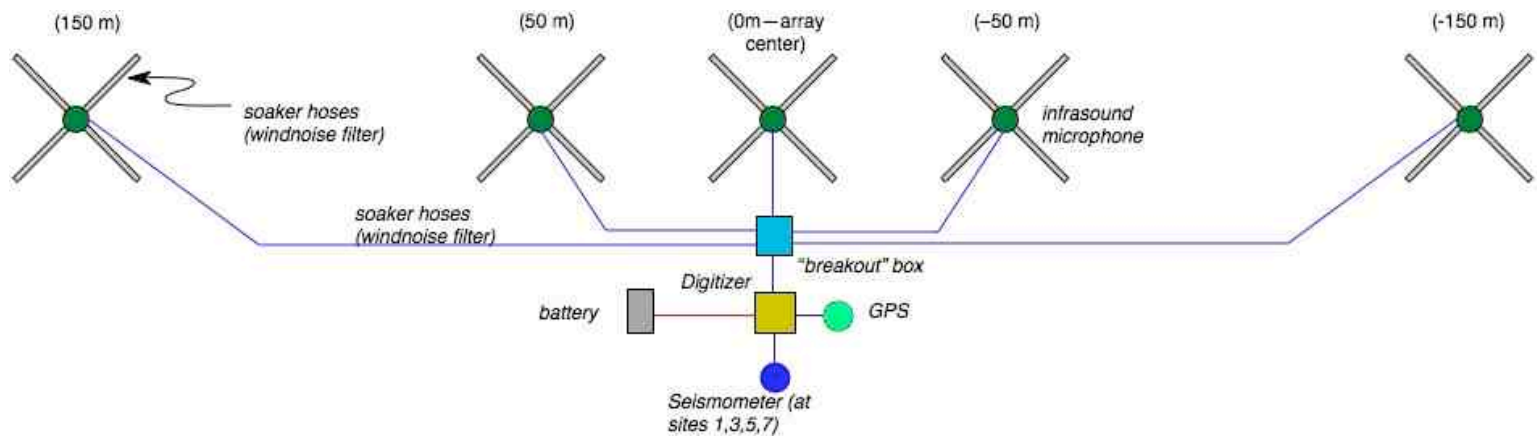 (150 m)
(50 m)
(0m—array
center)
(–50 m)
(-150 m)
soaker hoses
(windnoise filter)
infrasound
microphone
soaker hoses
(windnoise filter)
"breakout" box
Digitizer
battery
GPS
Seismometer (at
sites 1,3,5,7)